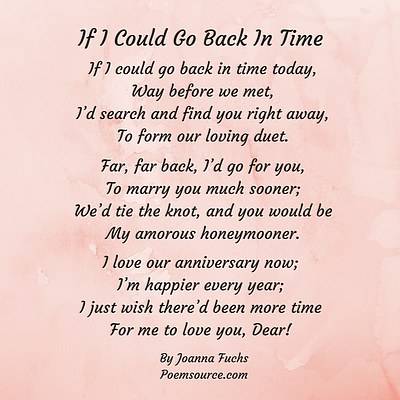 If I Could Go Back In Time
If I could go back in time today,
Way before we met,
I'd search and find you right away,
To form our loving duet.
Far, far back, I'd go for you,
To marry you much sooner;
We'd tie the knot, and you would be
My amorous honeymooner.
I love our anniversary now;
I'm happier every year;
I just wish there'd been more time
For me to love you, Dear!
By Joanna Fuchs
Poemsource.com